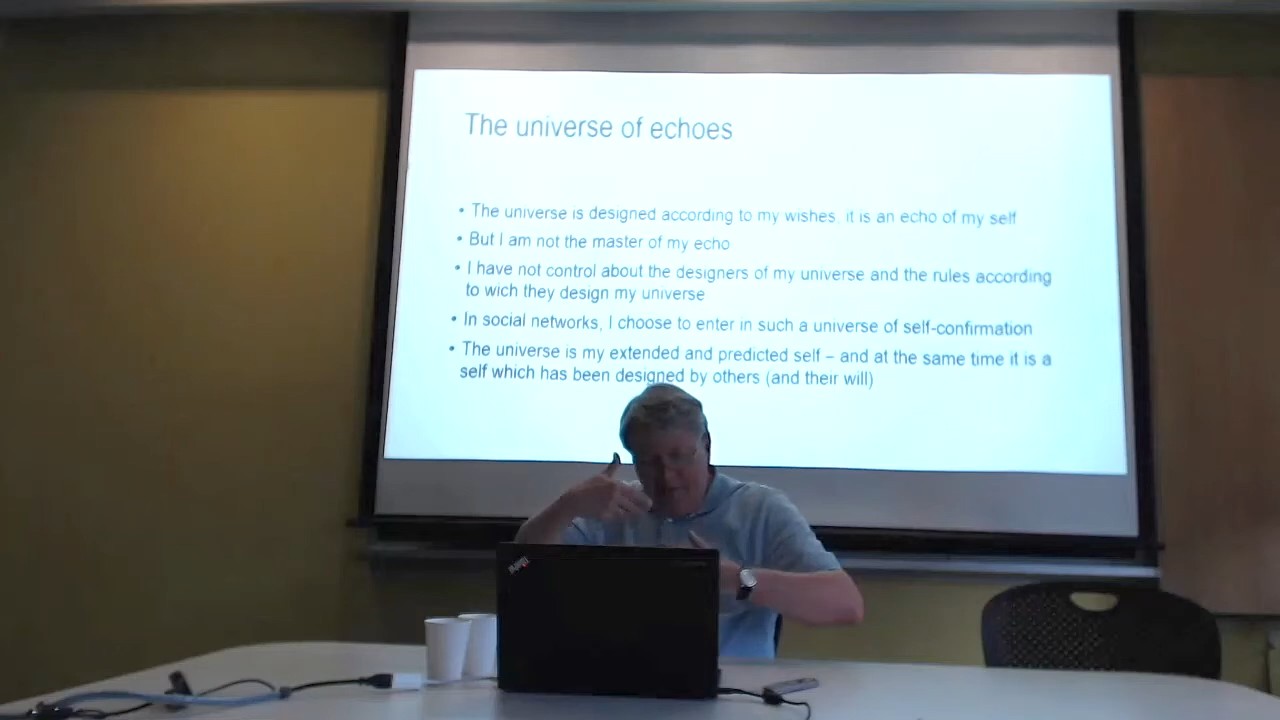 The universe of echoes
• The universe is designed according to my wishes, it is an echo of my self
• But I am not the master of my echo
• I have not control about the designers of my universe and the rules according
to wich they design my universe
• In social networks, I choose to enter in such a universe of self-confirmation
• The universe is my extended and predicted self – and at the same time it is a
self which has been designed by others (and their will)